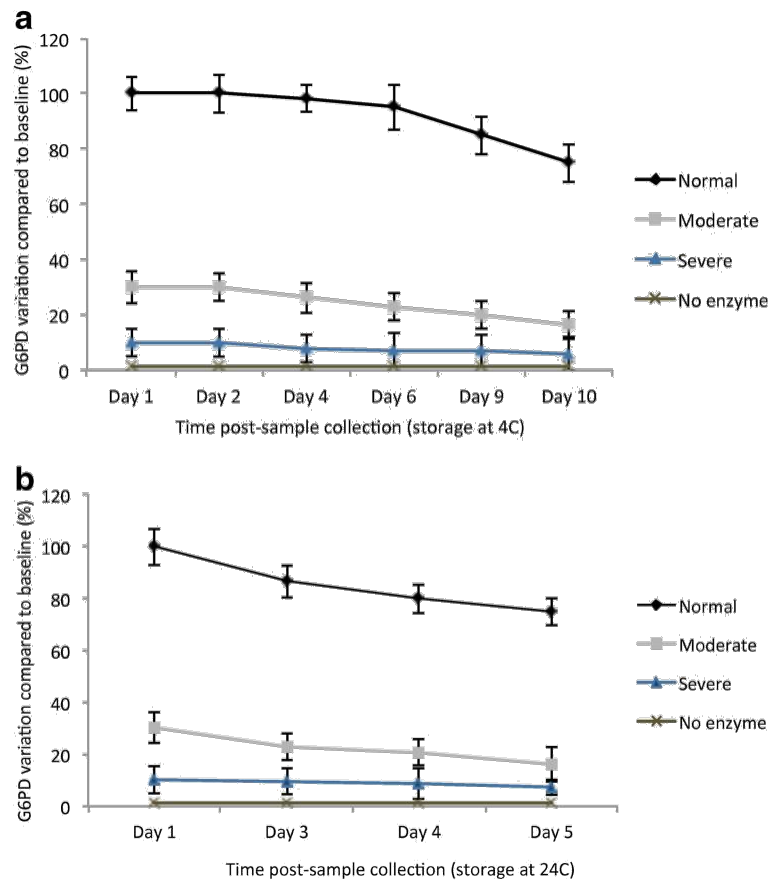 a
G6PD variation compared to baseline (%)
120
100
80
60
40
20
0
Day 1 Day 2 Day 4 Day 6 Day 9 Day 10
Time post-sample collection (storage at 4C)
Normal
Moderate
Severe
No enzyme
b
G6PD variation compared to baseline (%)
120
100
80
60
40
20
0
Day 1 Day 3 Day 4 Day 5
Time post-sample collection (storage at 24C)
Normal
Moderate
Severe
No enzyme